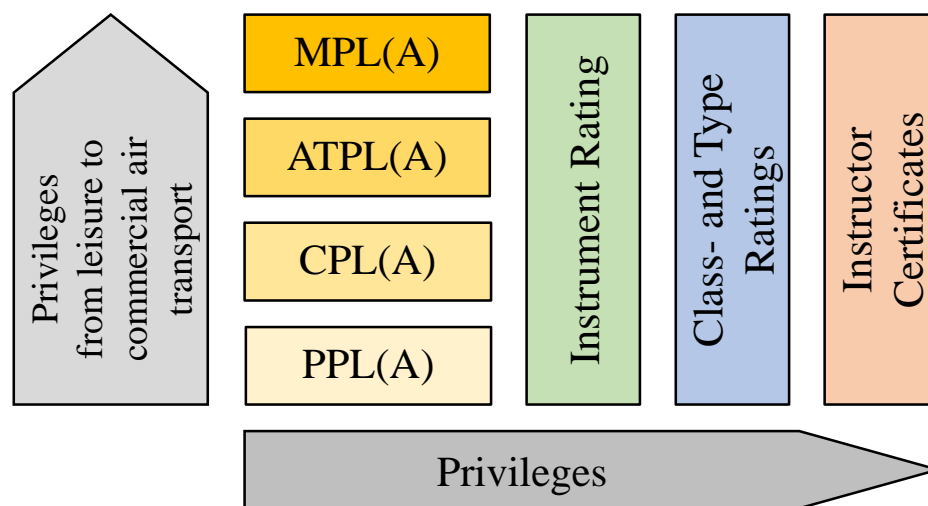 Privileges
from leisure to
commercial air
transport
MPL(A)
ATPL(A)
CPL(A)
PPL(A)
Instrument Rating
Class- and Type
Ratings
Instructor
Certificates
Privileges